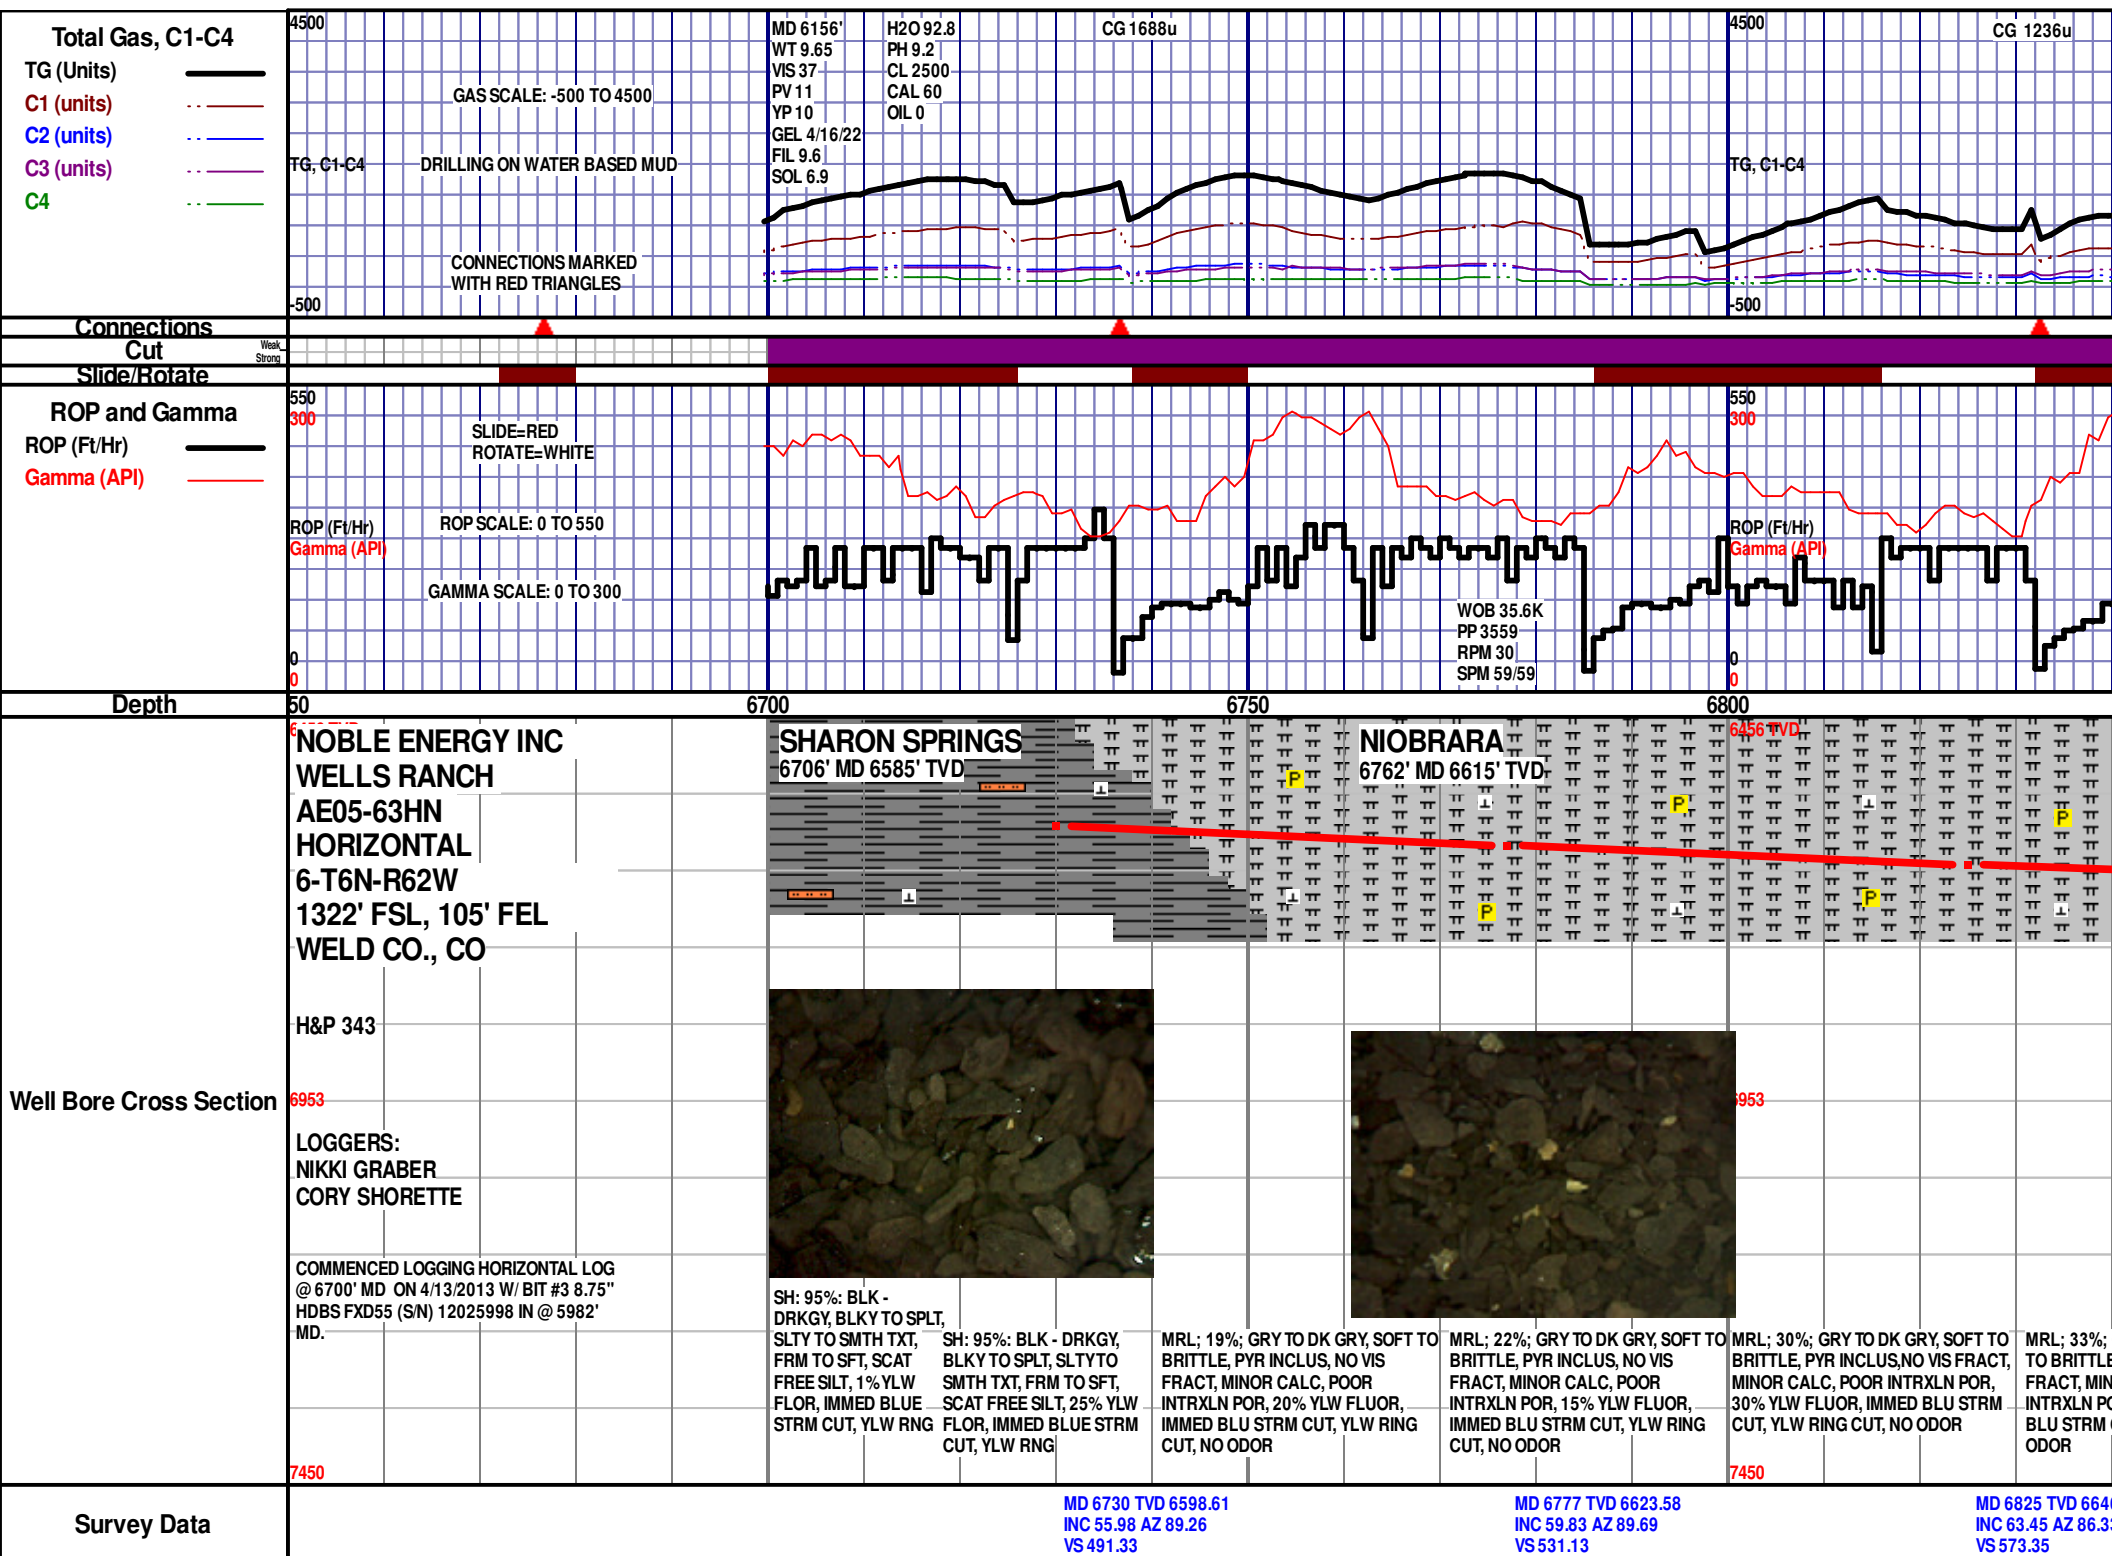 Total Gas, C1-C4
TG (Units)
C1 (units)
C2 (units)
C3 (units)
C4
4500
GAS SCALE: -500 TO 4500
TG, C1-C4
DRILLING ON WATER BASED MUD
CONNECTIONS MARKED
WITH RED TRIANGLES
-500
MD 6156'
WT 9.65
VIS 37
PV 11
YP 10
GEL 4/16/22
FIL 9.6
SOL 6.9
H2O 92.8
PH 9.2
CL 2500
CAL 60
OIL 0
CG 1688u
4500
TG, C1-C4
-500
CG 1236u
Connections
Cut
Weak
Strong
Slide/Rotate
ROP and Gamma
ROP (Ft/Hr)
Gamma (API)
550
300
SLIDE=RED
ROTATE=WHITE
ROP SCALE: 0 TO 550
ROP (Ft/Hr)
Gamma (API)
GAMMA SCALE: 0 TO 300
0
0
WOB 35.6K
PP 3559
RPM 30
SPM 59/59
550
300
ROP (Ft/Hr)
Gamma (API)
0
0
Depth
50
6700
6750
6800
Well Bore Cross Section
NOBLE ENERGY INC
WELLS RANCH
AE05-63HN
HORIZONTAL
6-T6N-R62W
1322' FSL, 105' FEL
WELD CO., CO
H&P 343
6953
LOGGERS:
NIKKI GRABER
CORY SHORETTE
COMMENCED LOGGING HORIZONTAL LOG
@ 6700' MD ON 4/13/2013 W/ BIT #3 8.75"
HDBS FXD55 (S/N) 12025998 IN @ 5982'
MD.
7450
SHARON SPRINGS
6706' MD 6585' TVD
NIOBRARA
6762' MD 6615' TVD
6456 TVD
P
P
P
P
P
6953
7450
SH: 95%: BLK -
DRKGY, BLKY TO SPLT,
SLTY TO SMTH TXT,
FRM TO SFT, SCAT
FREE SILT, 1% YLW
FLOR, IMMED BLUE
STRM CUT, YLW RNG
SH: 95%: BLK - DRKGY,
BLKY TO SPLT, SLTY TO
SMTH TXT, FRM TO SFT,
SCAT FREE SILT, 25% YLW
FLOR, IMMED BLUE STRM
CUT, YLW RNG
MRL; 19%; GRY TO DK GRY, SOFT TO
BRITTLE, PYR INCLUS, NO VIS
FRACT, MINOR CALC, POOR
INTRXLN POR, 20% YLW FLUOR,
IMMED BLU STRM CUT, YLW RING
CUT, NO ODOR
MRL; 22%; GRY TO DK GRY, SOFT TO
BRITTLE, PYR INCLUS, NO VIS
FRACT, MINOR CALC, POOR
INTRXLN POR, 15% YLW FLUOR,
IMMED BLU STRM CUT, YLW RING
CUT, NO ODOR
MRL; 30%; GRY TO DK GRY, SOFT TO
BRITTLE, PYR INCLUS,NO VIS FRACT,
MINOR CALC, POOR INTRXLN POR,
30% YLW FLUOR, IMMED BLU STRM
CUT, YLW RING CUT, NO ODOR
MRL; 33%;
TO BRITTLE
FRACT, MIN
INTRXLN PO
BLU STRM
ODOR
Survey Data
MD 6730 TVD 6598.61
INC 55.98 AZ 89.26
VS 491.33
MD 6777 TVD 6623.58
INC 59.83 AZ 89.69
VS 531.13
MD 6825 TVD 664
INC 63.45 AZ 86.3
VS 573.35